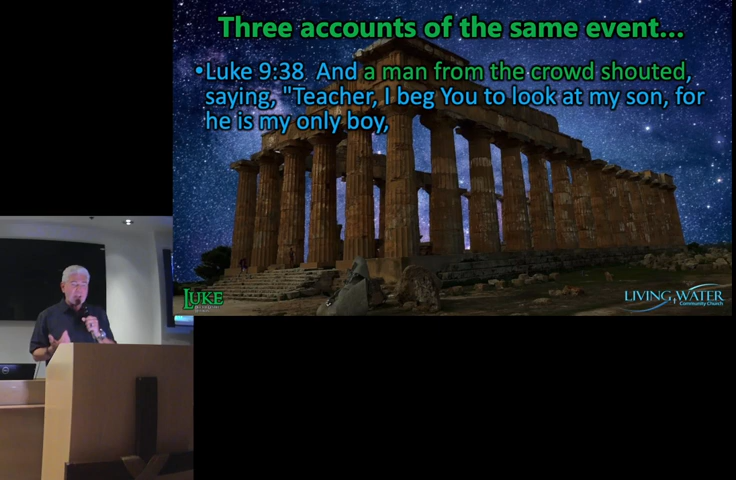 Three accounts of the same event...
•Luke 9:38 And a man from the crowd shouted,
saying, "Teacher, I beg You to look at my son, for
he is my only boy,
LUKE
LIVING WATER
Community Church